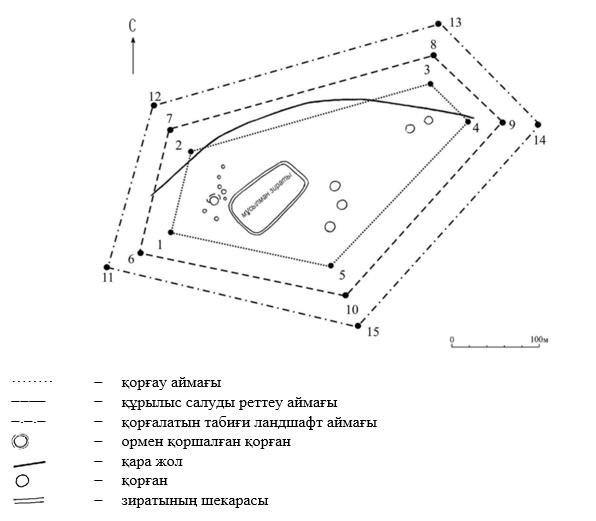 С
13
8
3
12
7
2
4
9
14
мұсылман зираты
1
6
5
11
10
15
0 100м
– қорғау аймағы
– құрылыс салуды реттеу аймағы
– қорғалатын табиғи ландшафт аймағы
– ормен қоршалған қорған
– қара жол
– қорған
– зиратының шекарасы